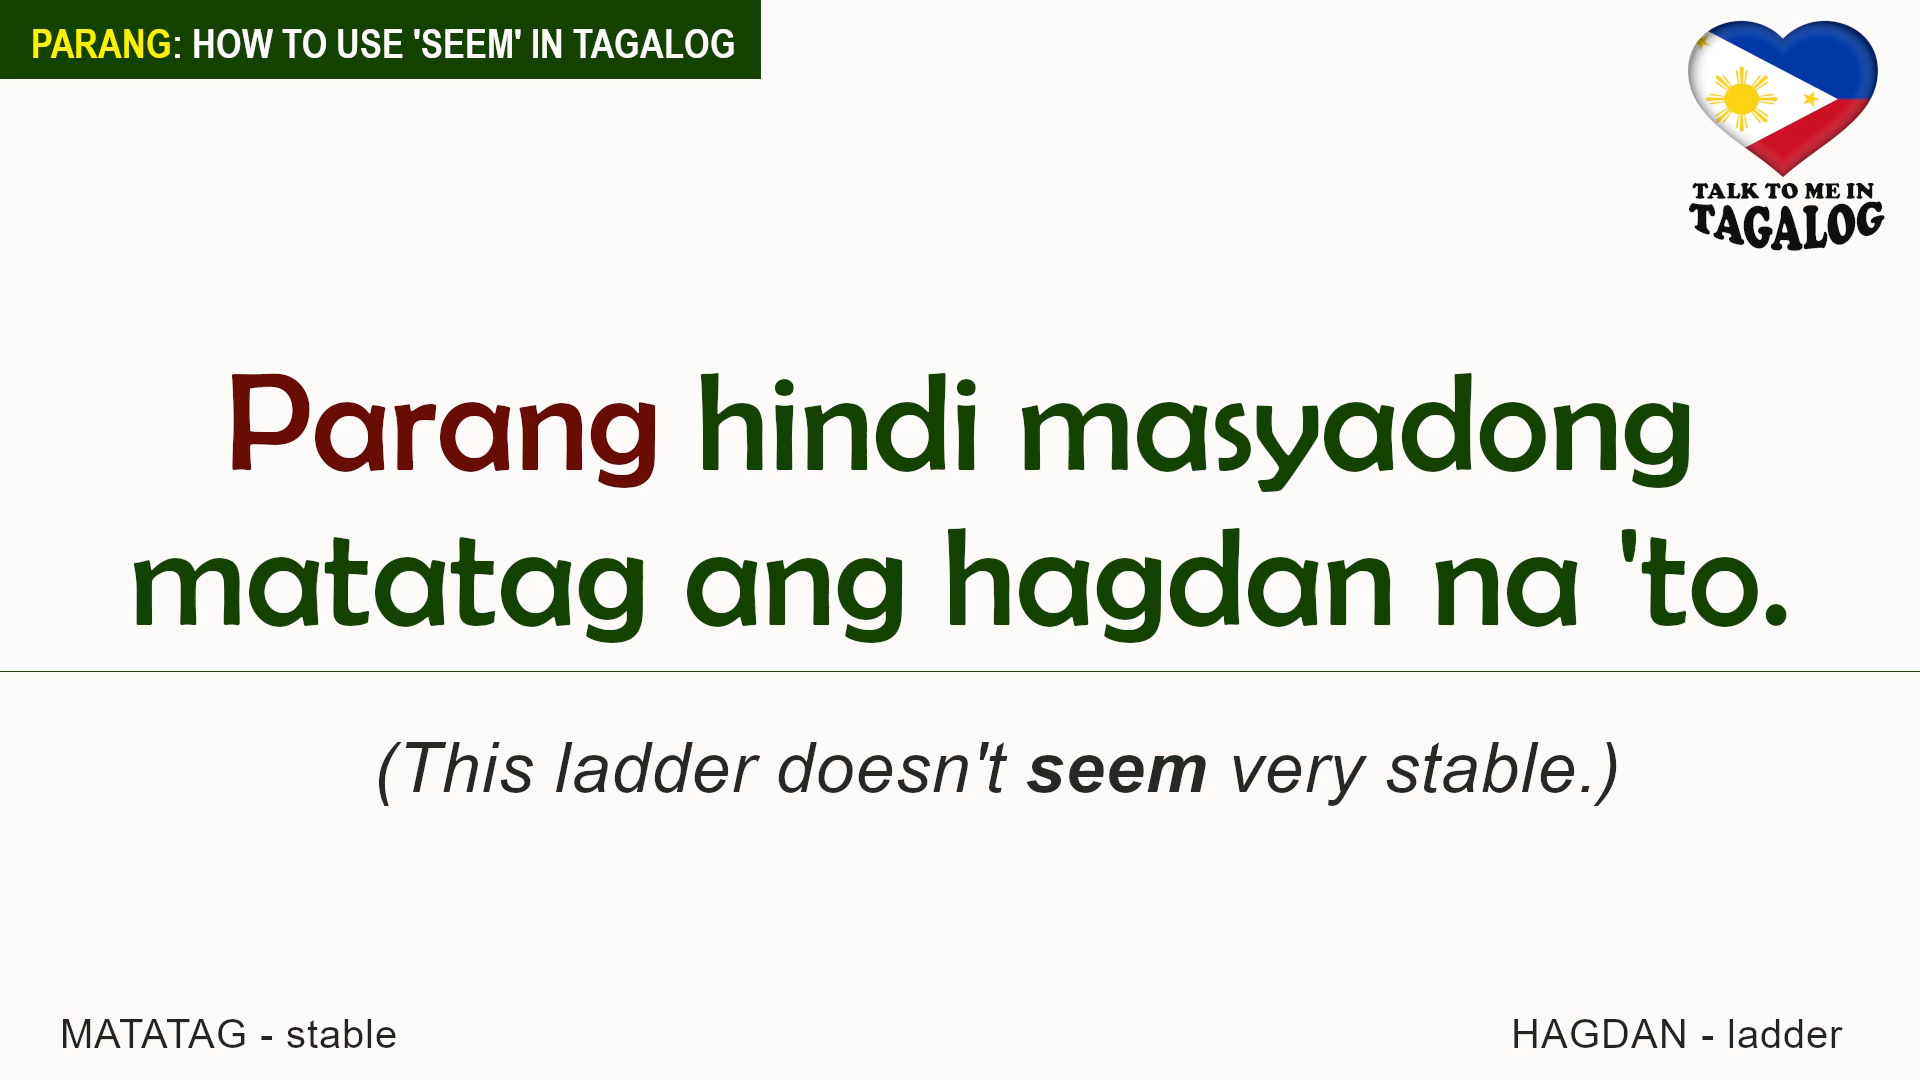 PARANG: HOW TO USE 'SEEM' IN TAGALOG
TALK TO ME IN
TAGALOG
Parang hindi masyadong
matatag ang hagdan na 'to.
(This ladder doesn't seem very stable.)
MATATAG - stable
HAGDAN - ladder